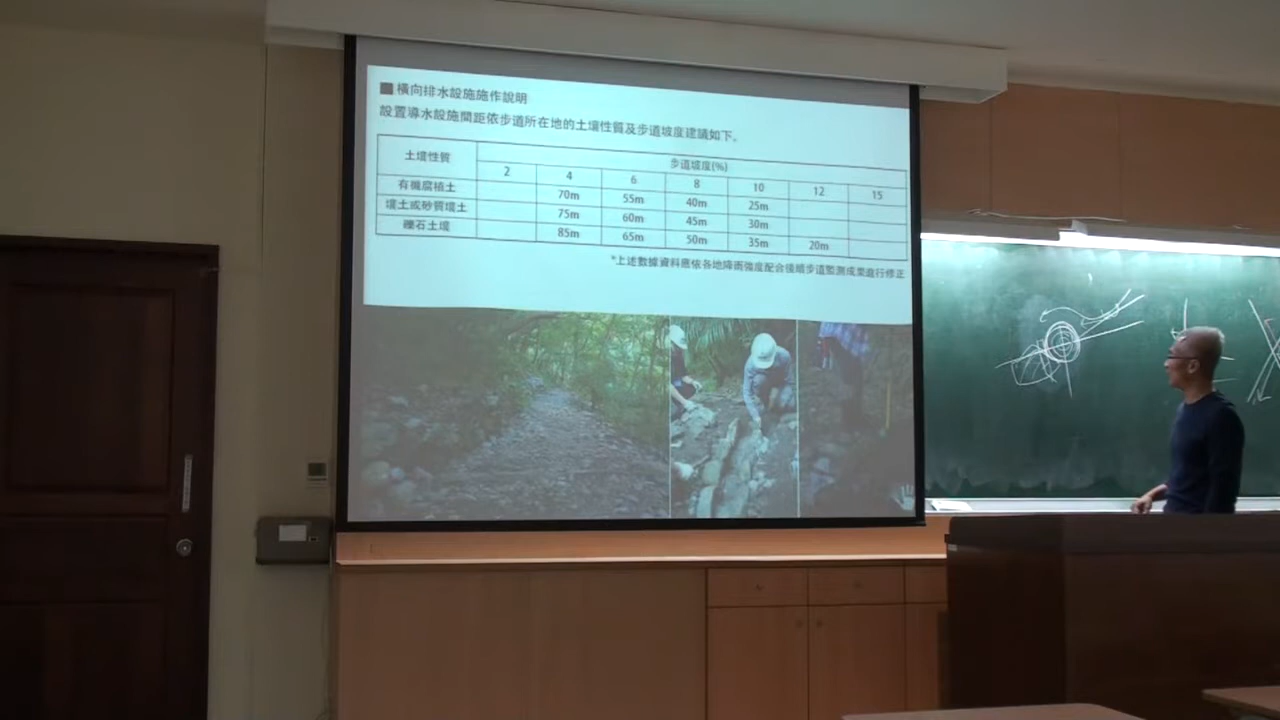 ■橫向排水設施施作說明
設置導水設施間距依步道所在地的土壤性質及步道坡度建議如下。
土壤性質 步道坡度(%)
2 4 6 8 10 12 15
有機腐植土 70m 55m 40m 25m
壤土或砂質壤土 75m 60m 45m 30m
礫石土壤 85m 65m 50m 35m 20m
*上述數據資料應依各地降雨強度配合後續步道監測成果進行修正